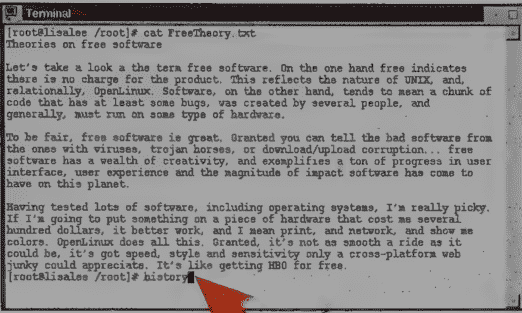 Terminal
[root@lisalee /root]# cat FreeTheory.txt
Theories on free software
Let's take a look a the term free software. On the one hand free indicates
there is no charge for the product. This reflects the nature of UNIX, and,
relationally, OpenLinux. Software, on the other hand, tends to mean a chunk of
code that has at least some bugs, was created by several people, and
generally, must run on some type of hardware.
To be fair, free software is great. Granted you can tell the bad software from
the ones with viruses, trojan horses, or download/upload corruption... free
software has a wealth of creativity, and exemplifies a ton of progress in user
interface, user experience and the magnitude of impact software has come to
have on this planet.
Having tested lots of software, including operating systems, I'm really picky.
If I'm going to put something on a piece of hardware that cost me several
hundred dollars, it better work, and I mean print, and network, and show me
colors. OpenLinux does all this. Granted, it's not as smooth a ride as it
could be, it's got speed, style and sensitivity only a cross-platform web
junky could appreciate. It's like getting HBO for free.
[root@lisalee /root]# history